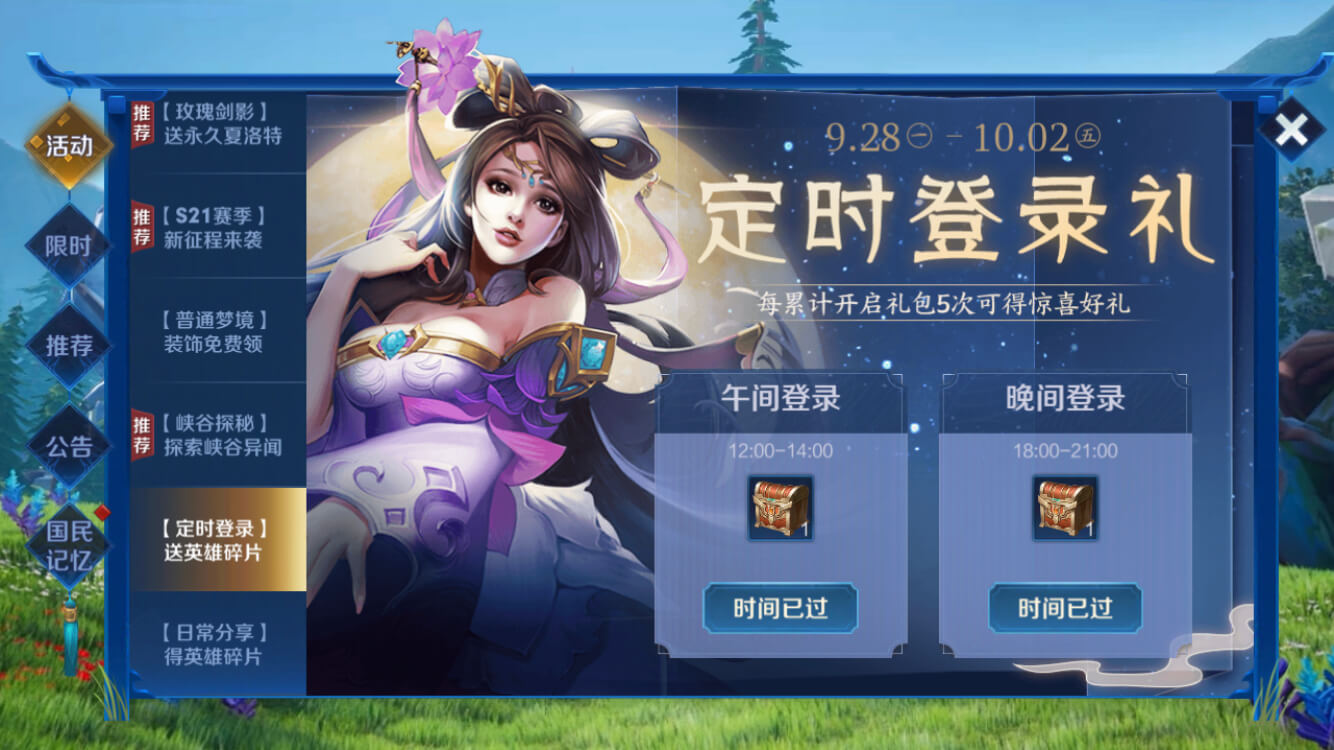 活动
限时
推荐
公告
国民
记忆
推荐
【玫瑰剑影】
送永久夏洛特
推荐
【S21赛季】
新征程来袭
【普通梦境】
装饰免费领
推荐
【峡谷探秘】
探索峡谷异闻
【定时登录】
送英雄碎片
【日常分享】
得英雄碎片
9.28㊀ - 10.02㊄
定时登录礼
每累计开启礼包5次可得惊喜好礼
午间登录
12:00-14:00
时间已过
晚间登录
18:00-21:00
时间已过